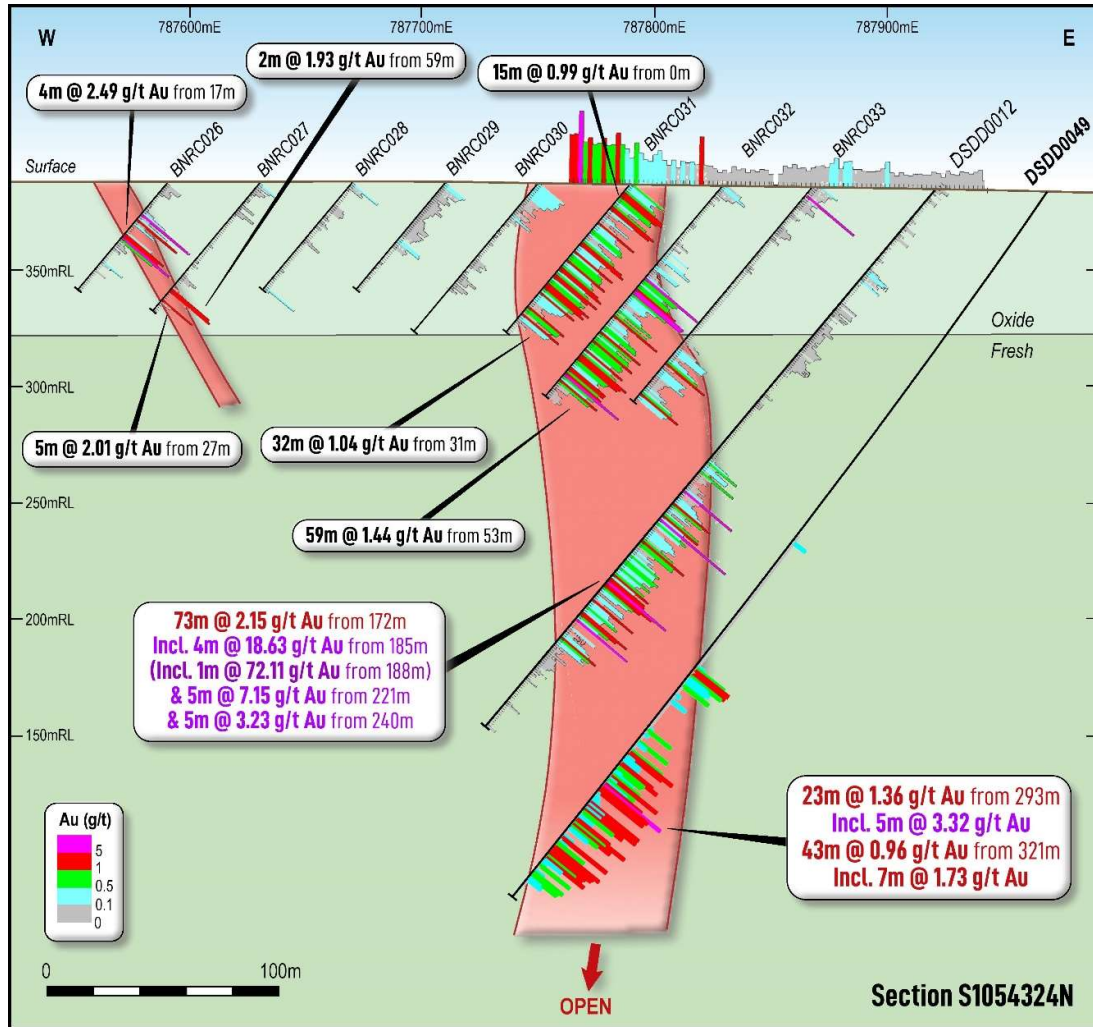 787600mE
787700mE
787800mE
787900mE
W
E
2m @ 1.93 g/t Au from 59m
15m @ 0.99 g/t Au from 0m
4m @ 2.49 g/t Au from 17m
BNRC026
BNRC027
BNRC028
BNRC029
BNRC030
BNRC031
BNRC032
BNRC033
DSDD0012
DSDD0049
Surface
350mRL
Oxide
Fresh
300mRL
5m @ 2.01 g/t Au from 27m
32m @ 1.04 g/t Au from 31m
250mRL
59m @ 1.44 g/t Au from 53m
200mRL
73m @ 2.15 g/t Au from 172m
Incl. 4m @ 18.63 g/t Au from 185m
(Incl. 1m @ 72.11 g/t Au from 188m)
& 5m @ 7.15 g/t Au from 221m
& 5m @ 3.23 g/t Au from 240m
150mRL
23m @ 1.36 g/t Au from 293m
Incl. 5m @ 3.32 g/t Au
43m @ 0.96 g/t Au from 321m
Incl. 7m @ 1.73 g/t Au
Au (g/t)
5
1
0.5
0.1
0
0
100m
OPEN
Section S1054324N